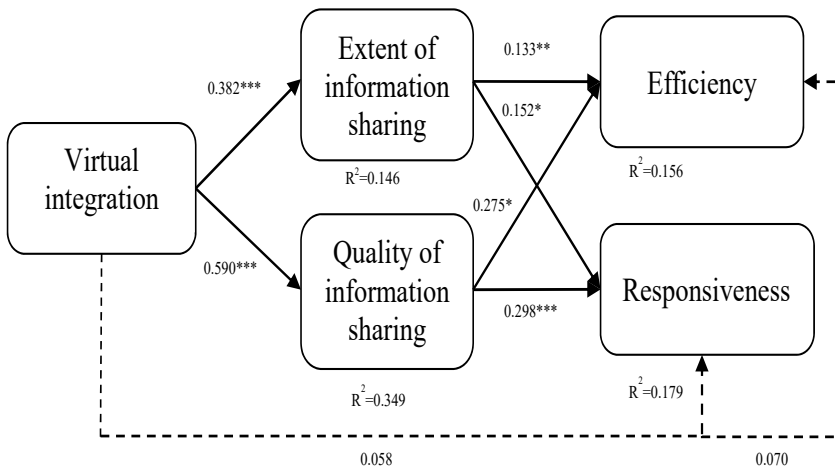 Virtual
integration
0.382***
0.590***
Extent of
information
sharing
R²=0.146
Quality of
information
sharing
R²=0.349
0.133**
0.152*
0.275*
0.298***
Efficiency
R²=0.156
Responsiveness
R²=0.179
0.058
0.070